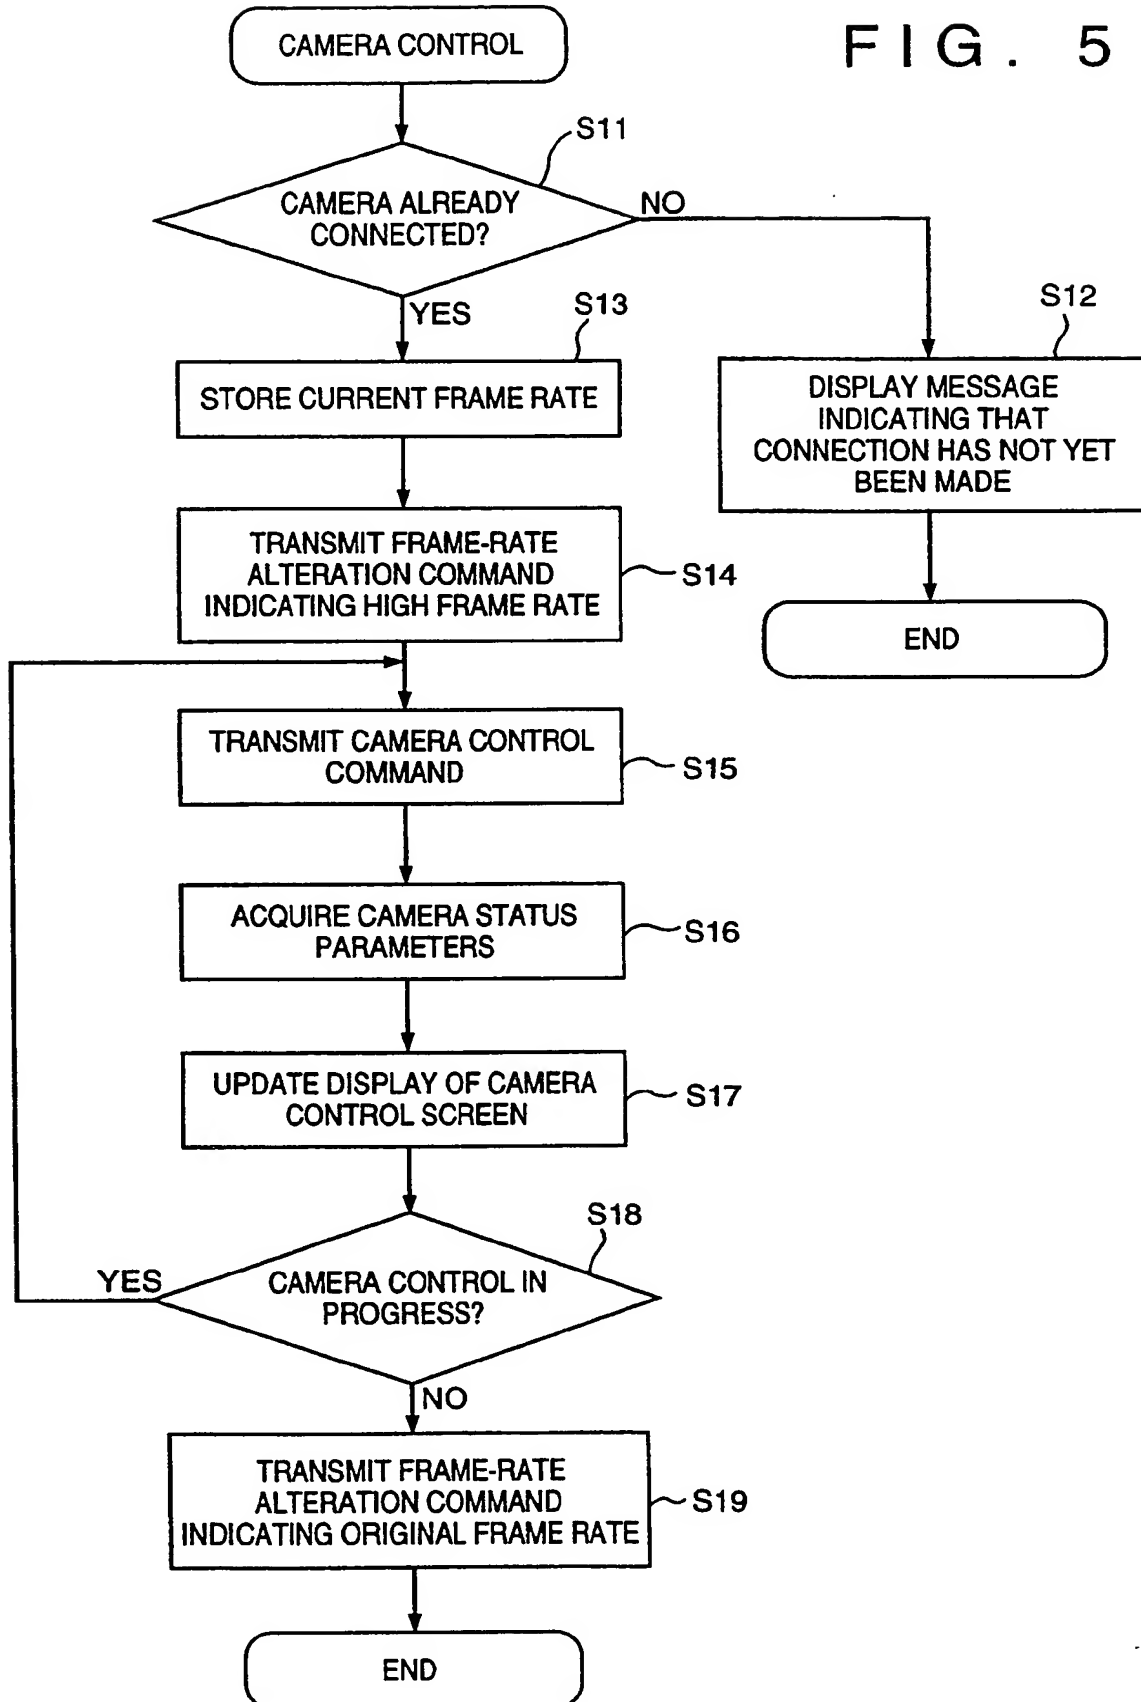 FIG. 5
CAMERA CONTROL
S11
CAMERA ALREADY
CONNECTED?
NO
YES
S12
DISPLAY MESSAGE
INDICATING THAT
CONNECTION HAS NOT YET
BEEN MADE
END
S13
STORE CURRENT FRAME RATE
TRANSMIT FRAME-RATE
ALTERATION COMMAND
INDICATING HIGH FRAME RATE
S14
TRANSMIT CAMERA CONTROL
COMMAND
S15
ACQUIRE CAMERA STATUS
PARAMETERS
S16
UPDATE DISPLAY OF CAMERA
CONTROL SCREEN
S17
S18
CAMERA CONTROL IN
PROGRESS?
YES
NO
TRANSMIT FRAME-RATE
ALTERATION COMMAND
INDICATING ORIGINAL FRAME RATE
S19
END